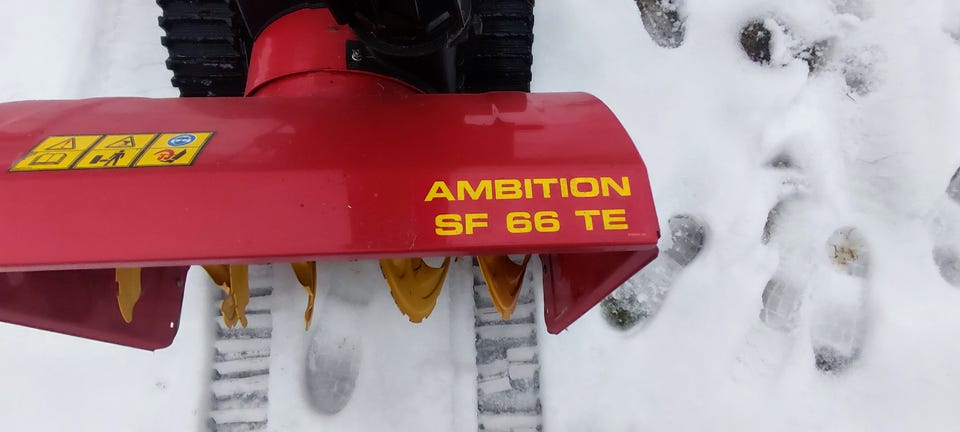 AMBITION
SF 66 TE